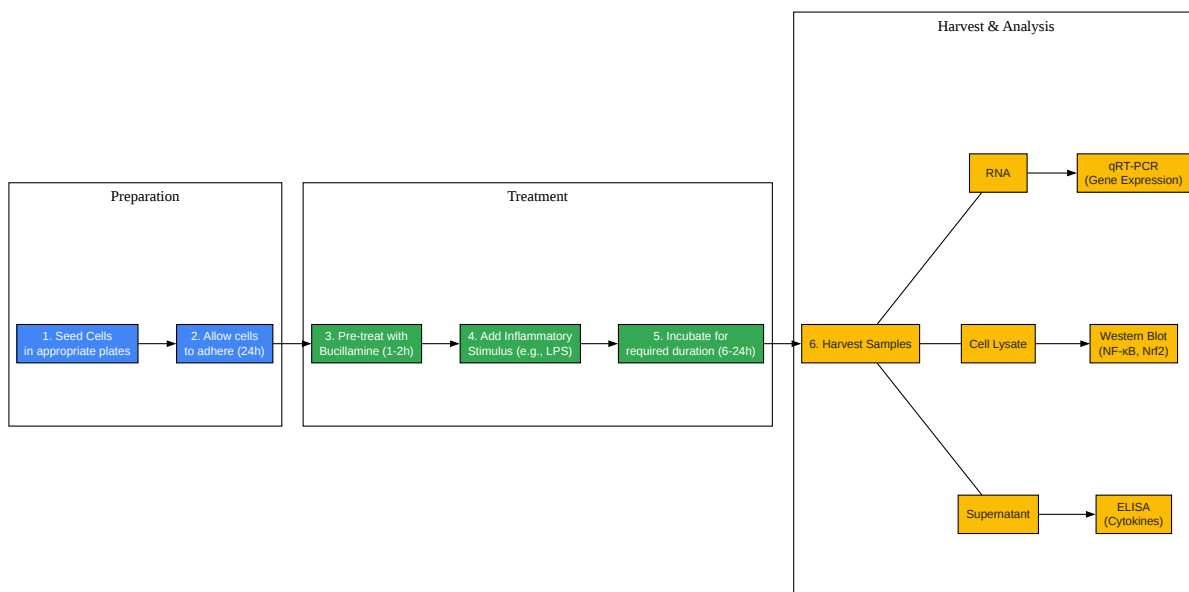 Preparation
1. Seed Cells
in appropriate plates
2. Allow cells
to adhere (24h)
Treatment
3. Pre-treat with
Bucillamine (1-2h)
4. Add Inflammatory
Stimulus (e.g., LPS)
5. Incubate for
required duration (6-24h)
Harvest & Analysis
6. Harvest Samples
RNA
qRT-PCR
(Gene Expression)
Cell Lysate
Western Blot
(NF-κB, Nrf2)
Supernatant
ELISA
(Cytokines)